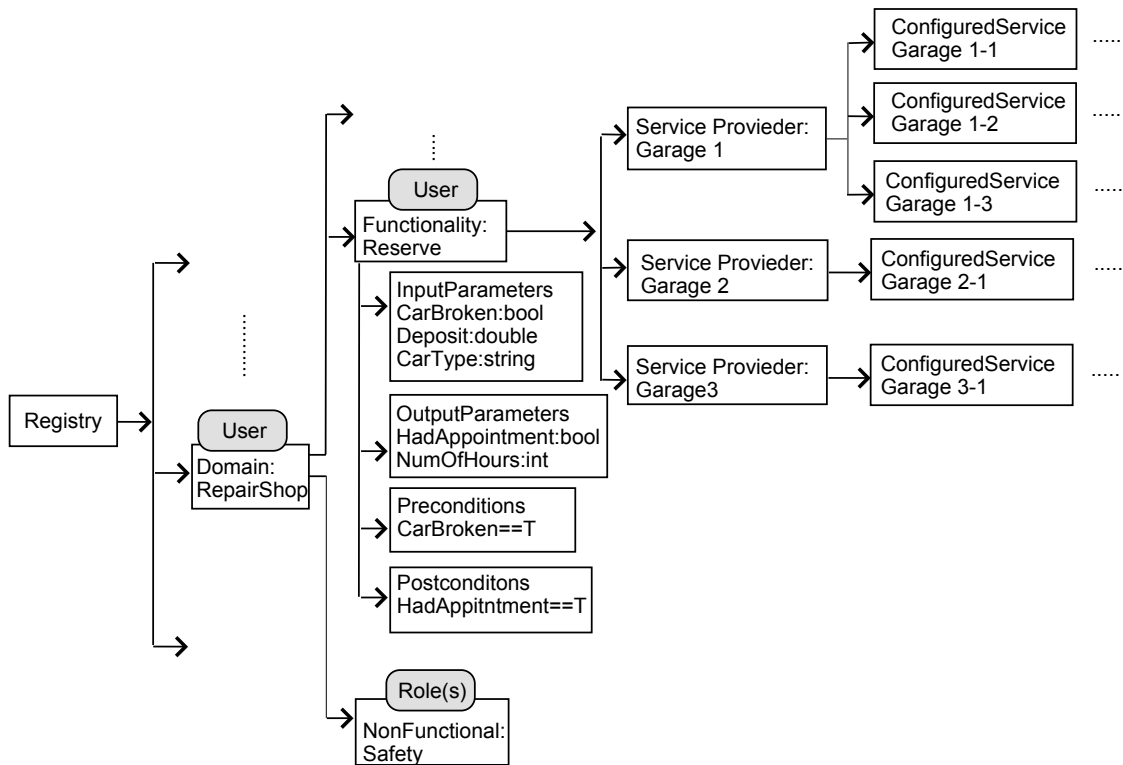 Registry
User
Domain:
RepairShop
User
Functionality:
Reserve
InputParameters
CarBroken:bool
Deposit:double
CarType:string
OutputParameters
HadAppointment:bool
NumOfHours:int
Preconditions
CarBroken==T
Postconditons
HadAppitntment==T
Role(s)
NonFunctional:
Safety
Service Provieder:
Garage 1
Service Provieder:
Garage 2
Service Provieder:
Garage3
ConfiguredService
Garage 1-1
ConfiguredService
Garage 1-2
ConfiguredService
Garage 1-3
ConfiguredService
Garage 2-1
ConfiguredService
Garage 3-1